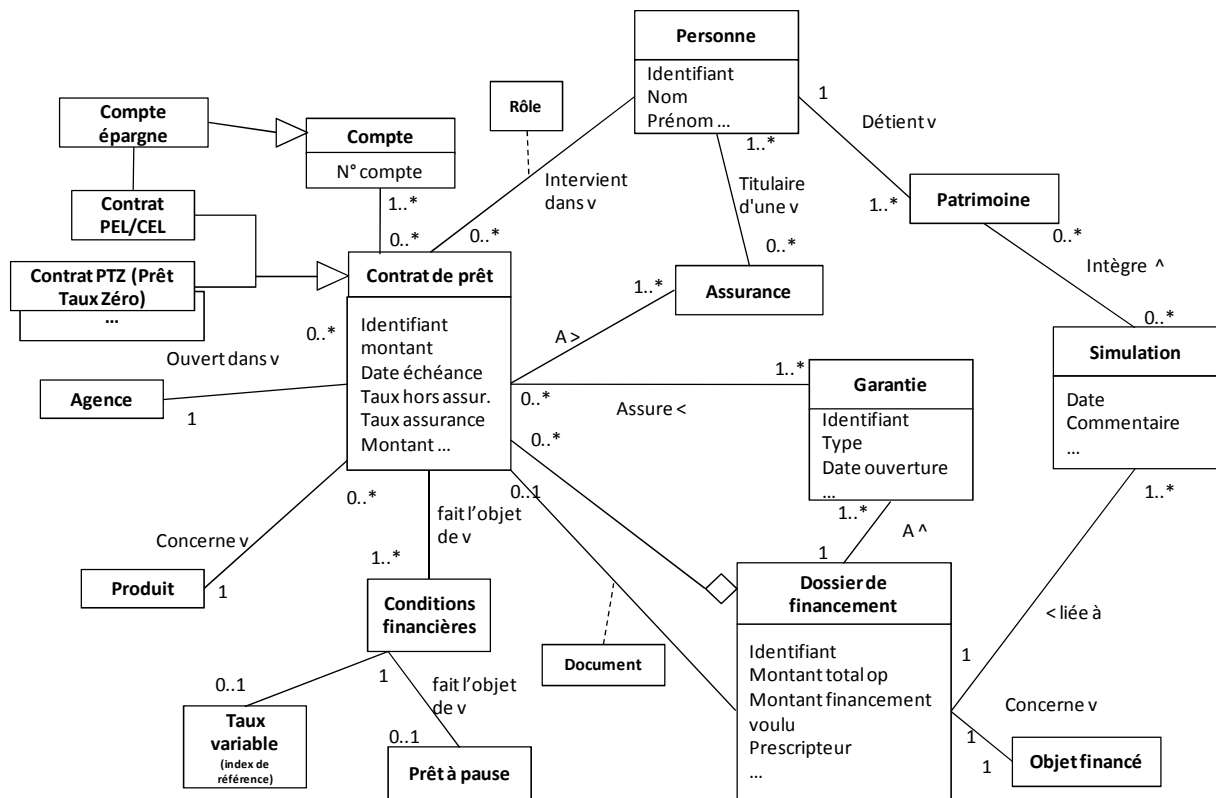 Personne
Identifiant
Nom
Prénom ...
Rôle
Compte
épargne
Compte
N° compte
1
Détient v
1..*
Intervient
dans v
Titulaire
d'une v
Contrat
PEL/CEL
1..*
1..*
Patrimoine
0..*
0..*
0..*
0..*
Contrat PTZ (Prêt
Taux Zéro)
...
Contrat de prêt
Identifiant
montant
Date échéance
Taux hors assur.
Taux assurance
Montant ...
1..*
Assurance
Intègre ^
0..*
0..*
A >
Simulation
Date
Commentaire
...
Ouvert dans v
Agence
1
1..*
Garantie
Identifiant
Type
Date ouverture
...
0..*
Assure <
0..*
0..*
0..1
1..*
1..*
fait l'objet
de v
Concerne v
A ^
1
1..*
Produit
1
Conditions
financières
Dossier de
financement
Identifiant
Montant total op
Montant financement
voulu
Prescripteur
...
< liée à
Document
1
0..1
1
fait l'objet
de v
Concerne v
Taux
variable
(index de
référence)
0..1
Prêt à pause
1
1
Objet financé